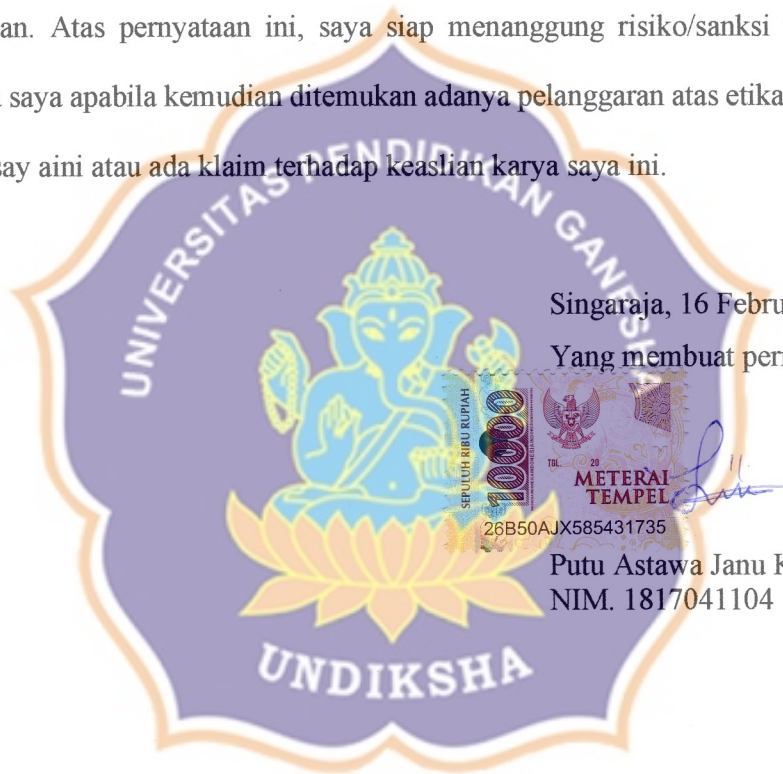 an. Atas pernyataan ini, saya siap menanggung risiko/sanksi
saya apabila kemudian ditemukan adanya pelanggaran atas etika
say aini atau ada klaim terhadap keaslian karya saya ini.
UNIVERSITAS PENDIDIKAN GANESHA
Singaraja, 16 Febru
Yang membuat per
SEPULUH RIBU RUPIAH
10000
TGL. 20
METERAI
TEMPEL
26B50AJX585431735
Putu Astawa Janu K
NIM. 1817041104
UNDIKSHA